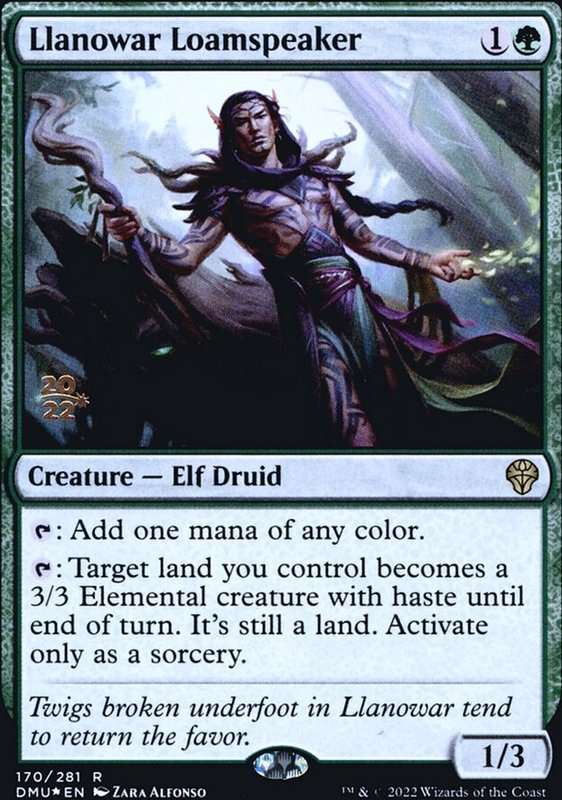 Llanowar Loamspeaker 1
20
22
Creature — Elf Druid
: Add one mana of any color.
: Target land you control becomes a
3/3 Elemental creature with haste until
end of turn. It's still a land. Activate
only as a sorcery.
Twigs broken underfoot in Llanowar tend
to return the favor.
1/3
170/281 R
DMU★EN Zara Alfonso
™ & © 2022 Wizards of the Coast